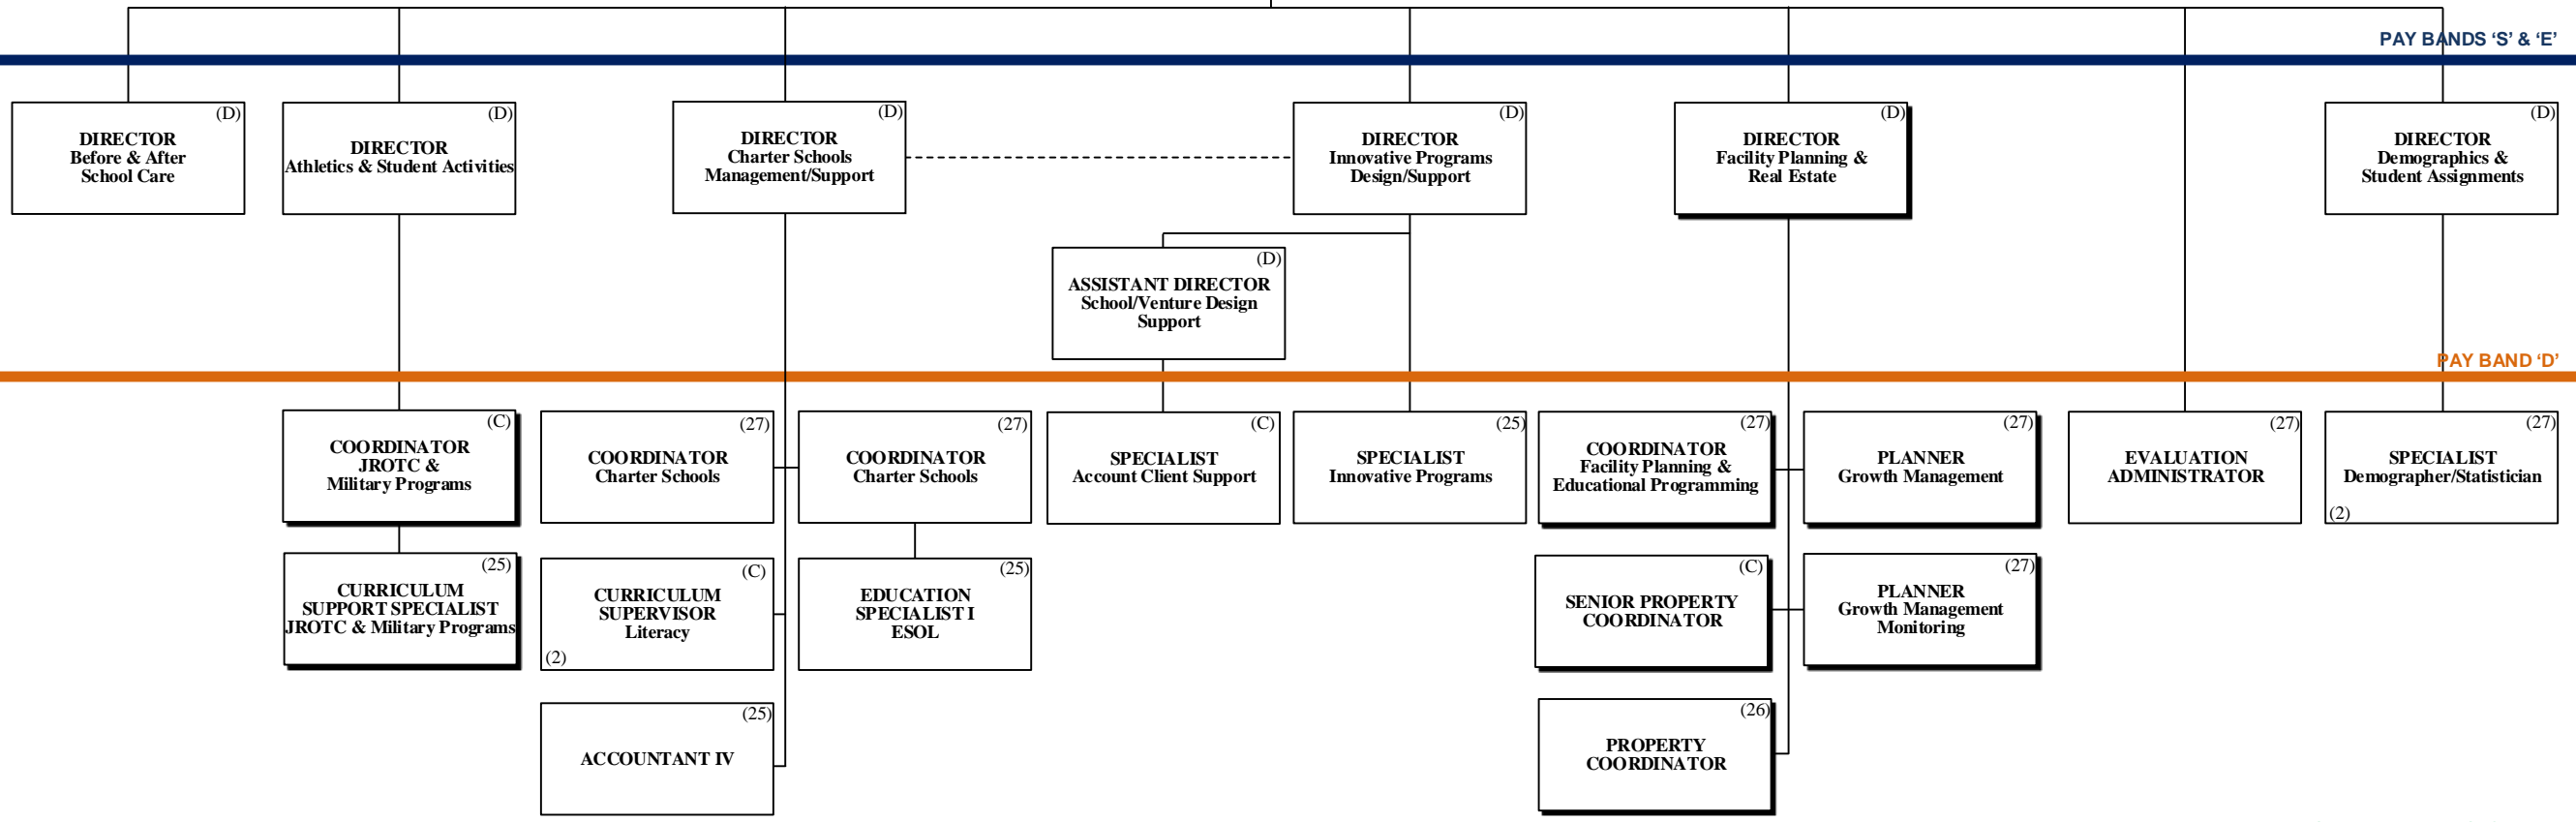 PAY BANDS ‘S’ & ‘E’
(D)
DIRECTOR
Before & After
School Care
(D)
DIRECTOR
Athletics & Student Activities
(D)
DIRECTOR
Charter Schools
Management/Support
(D)
DIRECTOR
Innovative Programs
Design/Support
(D)
DIRECTOR
Facility Planning &
Real Estate
(D)
DIRECTOR
Demographics &
Student Assignments
(D)
ASSISTANT DIRECTOR
School/Venture Design
Support
PAY BAND ‘D’
(C)
COORDINATOR
JROTC &
Military Programs
(27)
COORDINATOR
Charter Schools
(27)
COORDINATOR
Charter Schools
(C)
SPECIALIST
Account Client Support
(25)
SPECIALIST
Innovative Programs
(27)
COORDINATOR
Facility Planning &
Educational Programming
(27)
PLANNER
Growth Management
(27)
EVALUATION
ADMINISTRATOR
(27)
SPECIALIST
Demographer/Statistician
(2)
(25)
CURRICULUM
SUPPORT SPECIALIST
JROTC & Military Programs
(C)
CURRICULUM
SUPERVISOR
Literacy
(2)
(25)
EDUCATION
SPECIALIST I
ESOL
(C)
SENIOR PROPERTY
COORDINATOR
(27)
PLANNER
Growth Management
Monitoring
(25)
ACCOUNTANT IV
(26)
PROPERTY
COORDINATOR